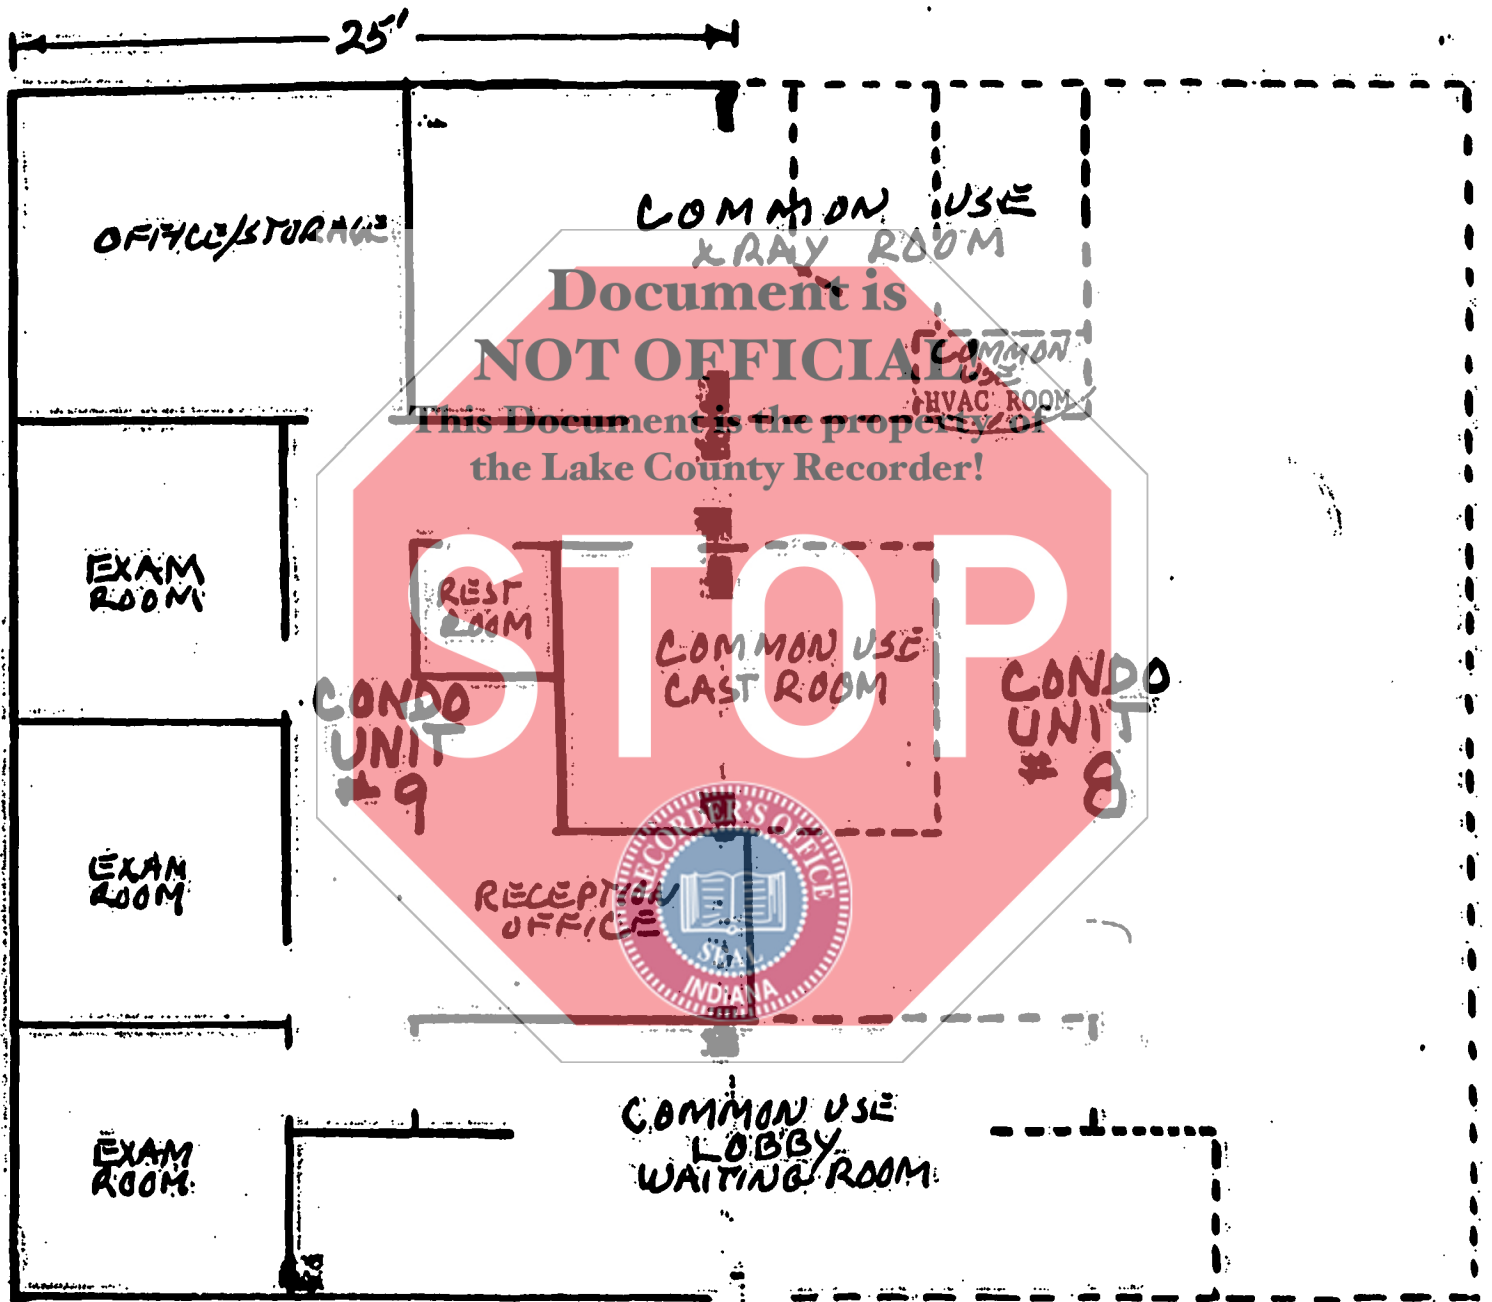 25'
OFFICE/STORAGE
COMMON USE
XRAY ROOM
Document is
NOT OFFICIAL
This Document is the property of
the Lake County Recorder!
COMMON
USE
HVAC ROOM
STOP
EXAM
ROOM
REST
ROOM
COMMON USE
CAST ROOM
CONDO
UNIT
# 9
CONDO
UNIT
# 8
EXAM
ROOM
RECEPTION
OFFICE
RECORDER'S OFFICE
SEAL
INDIANA
EXAM
ROOM
COMMON USE
LOBBY
WAITING ROOM